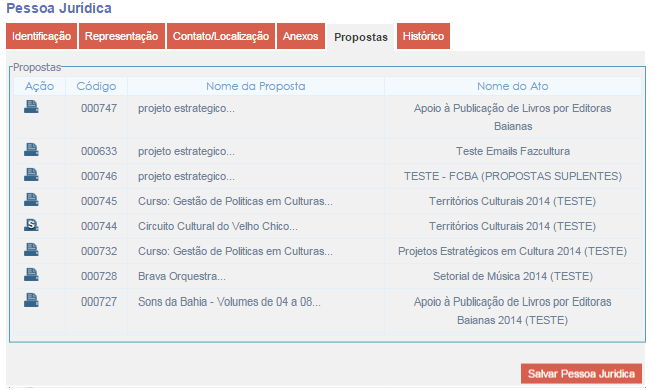 Pessoa Jurídica
Identificação Representação Contato/Localização Anexos Propostas Histórico
Propostas
Ação Código Nome da Proposta Nome do Ato
000747 projeto estrategico... Apoio à Publicação de Livros por Editoras
Baianas
000633 projeto estrategico... Teste Emails Fazcultura
000746 projeto estrategico... TESTE - FCBA (PROPOSTAS SUPLENTES)
000745 Curso: Gestão de Politicas em Culturas... Territórios Culturais 2014 (TESTE)
S 000744 Circuito Cultural do Velho Chico... Territórios Culturais 2014 (TESTE)
000732 Curso: Gestão de Politicas em Culturas... Projetos Estratégicos em Cultura 2014 (TESTE)
000728 Brava Orquestra... Setorial de Música 2014 (TESTE)
000727 Sons da Bahia - Volumes de 04 a 08... Apoio à Publicação de Livros por Editoras
Baianas 2014 (TESTE)
Salvar Pessoa Jurídica